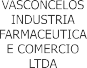 VASCONCELOS
INDUSTRIA
FARMACEUTICA
E COMERCIO
LTDA